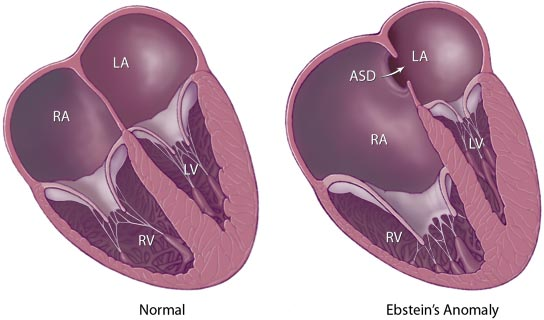 LA
RA
LV
RV
Normal
ASD
LA
RA
LV
RV
Ebstein's Anomaly